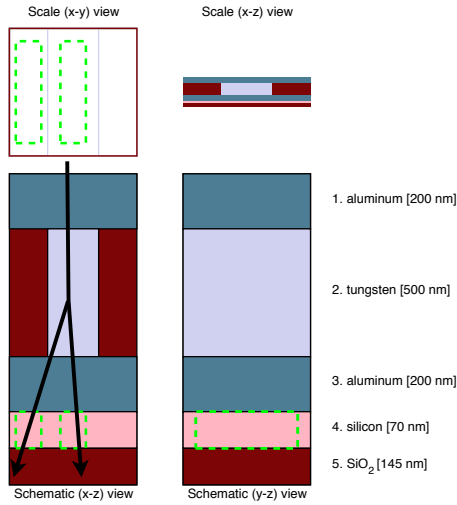 Scale (x-y) view
Scale (x-z) view
1. aluminum [200 nm]
2. tungsten [500 nm]
3. aluminum [200 nm]
4. silicon [70 nm]
5. SiO₂ [145 nm]
Schematic (x-z) view
Schematic (y-z) view